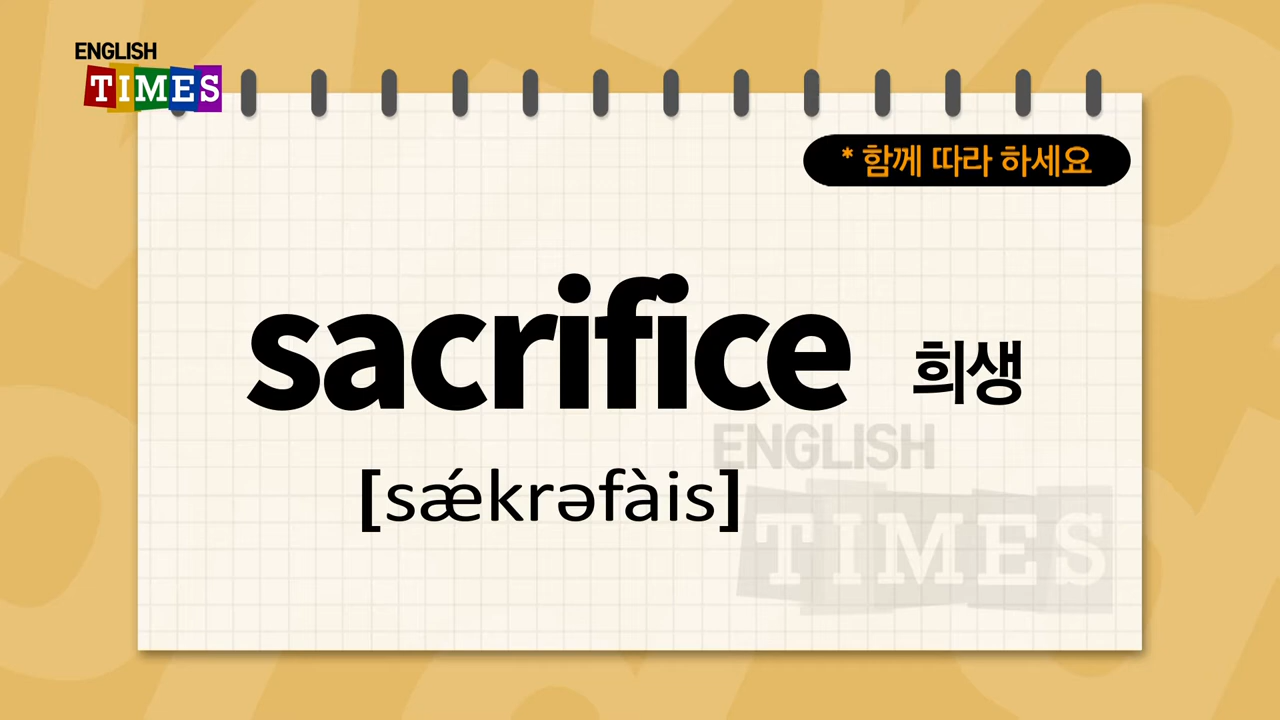 ENGLISH
TIMES
* 함께 따라 하세요
sacrifice 희생
[sǽkrəfàis]
ENGLISH
TIMES